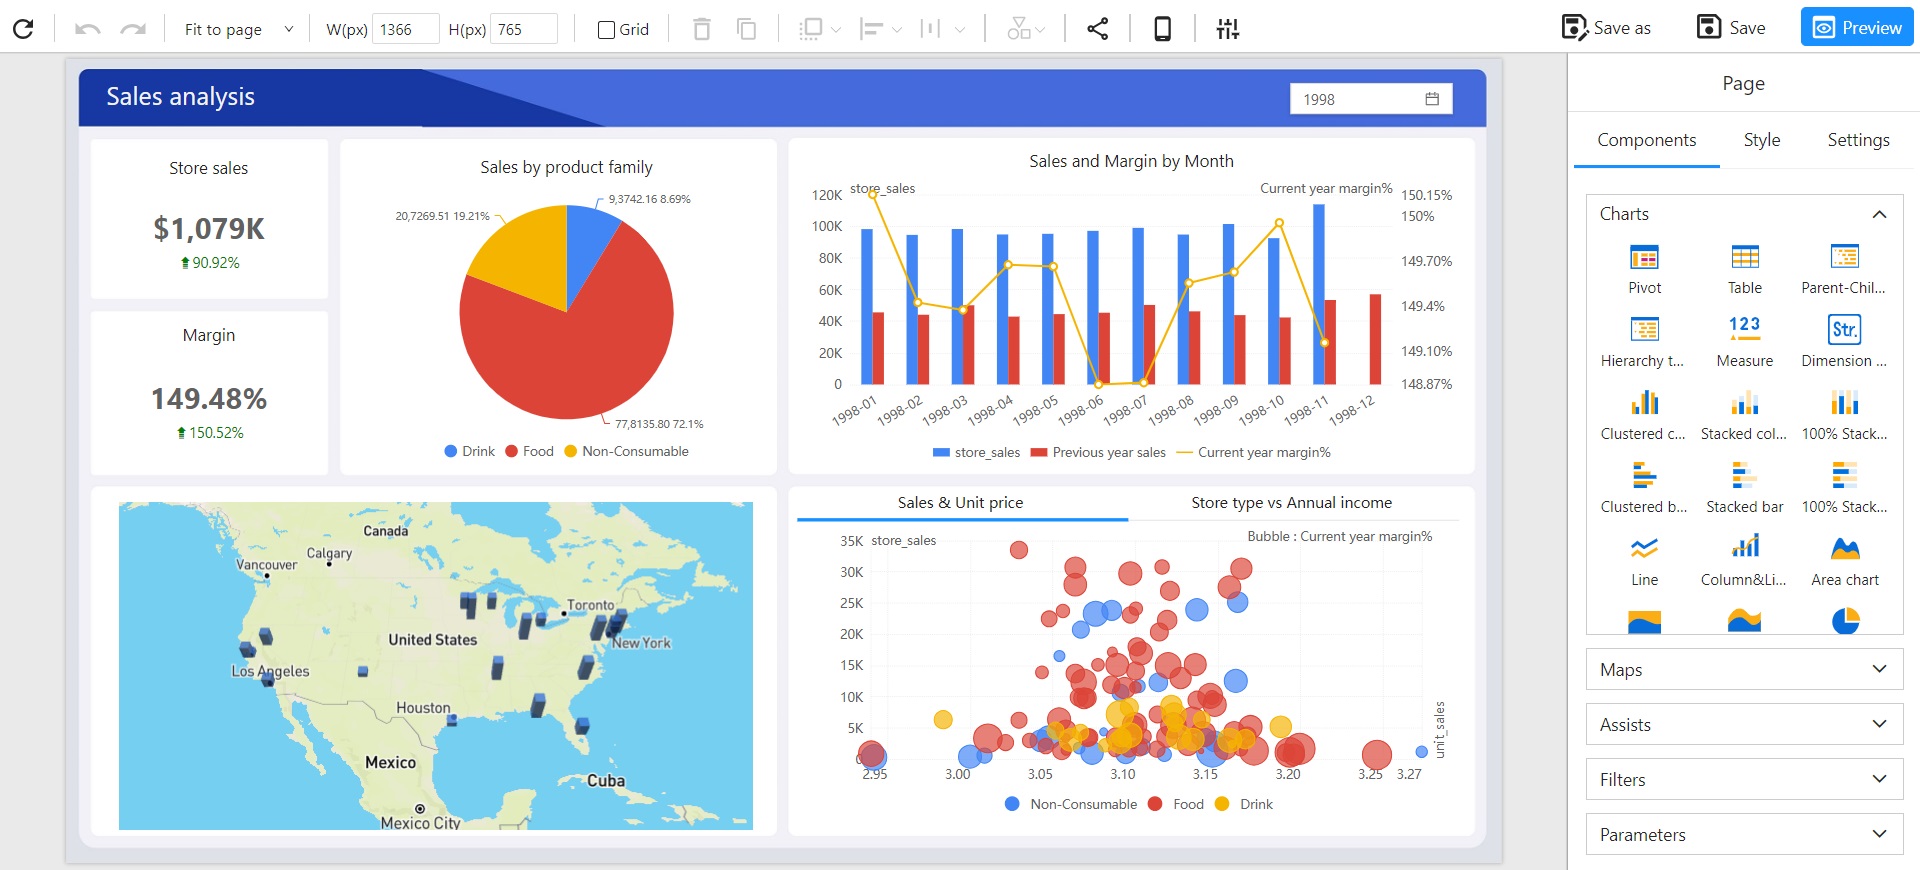 Fit to page
W(px) 1366 H(px) 765
Grid
Save as
Save
Preview
Sales analysis
1998
Store sales
$1,079K
90.92%
Margin
149.48%
150.52%
Sales by product family
9,3742.16 8.69%
20,7269.51 19.21%
77,8135.80 72.1%
Drink Food Non-Consumable
Sales and Margin by Month
store_sales
Current year margin%
120K
100K
80K
60K
40K
20K
0
150.15%
150%
149.70%
149.4%
149.10%
148.87%
1998-01 1998-02 1998-03 1998-04 1998-05 1998-06 1998-07 1998-08 1998-09 1998-10 1998-11 1998-12
store_sales Previous year sales Current year margin%
Canada
Calgary
Vancouver
Toronto
United States
New York
Los Angeles
Houston
Mexico
Cuba
Mexico City
Sales & Unit price
Store type vs Annual income
store_sales
Bubble : Current year margin%
35K
30K
25K
20K
15K
10K
5K
0
unit_sales
2.95 3.00 3.05 3.10 3.15 3.20 3.25 3.27
Non-Consumable Food Drink
Page
Components Style Settings
Charts
Pivot Table Parent-Chil...
123 Str.
Hierarchy t... Measure Dimension ...
Clustered c... Stacked col... 100% Stack...
Clustered b... Stacked bar 100% Stack...
Line Column&Li... Area chart
Maps
Assists
Filters
Parameters